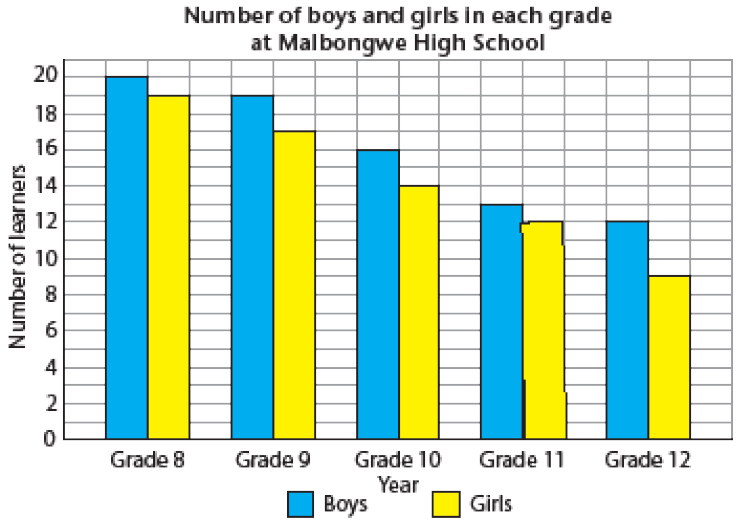 Number of boys and girls in each grade
at Malbongwe High School
Number of learners
20
18
16
14
12
10
8
6
4
2
0
Grade 8 Grade 9 Grade 10 Grade 11 Grade 12
Year
Boys Girls